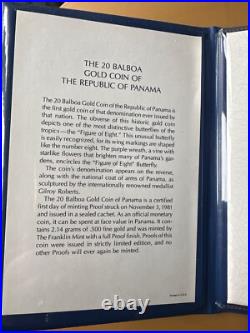 THE 20 BALBOA
GOLD COIN OF
THE REPUBLIC OF PANAMA
The 20 Balboa Gold Coin of the Republic of Panama is
the first gold coin of that denomination ever issued by
that nation. The obverse of this historic gold coin
depicts one of the most distinctive butterflies of the
tropics—the "Figure of Eight." This unusual butterfly
is easily recognizable, for its wing markings are shaped
like the number eight. The purple wreath, a vine with
starlike flowers that brighten many of Panama's gar-
dens, encircles the "Figure of Eight" Butterfly.
The coin's denomination appears on the reverse,
along with the national coat of arms of Panama, as
sculptured by the internationally renowned medallist
Gilroy Roberts.
The 20 Balboa Gold Coin of Panama is a certified
first day of minting Proof struck on November 3, 1981
and issued in a sealed cachet. As an official monetary
coin, it can be spent at face value in Panama. It con-
tains 2.14 grams of .500 fine gold and was minted by
The Franklin Mint with a full Proof finish. Proofs of this
coin were issued in strictly limited edition, and no
other Proofs will ever again be minted.